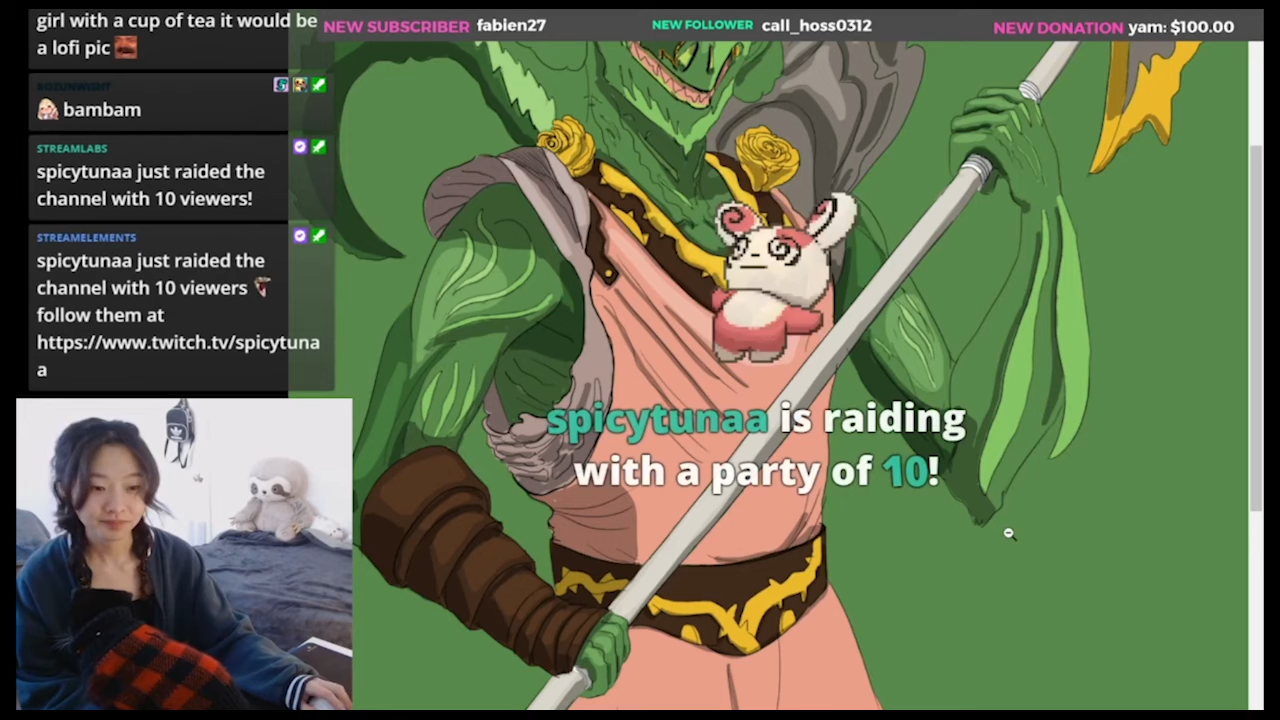 girl with a cup of tea it would be
a lofi pic
NEW SUBSCRIBER fabien27
NEW FOLLOWER call_hoss0312
NEW DONATION yam: $100.00
bambam
STREAMLABS
spicytunaa just raided the
channel with 10 viewers!
STREAMELEMENTS
spicytunaa just raided the
channel with 10 viewers
follow them at
https://www.twitch.tv/spicytuna
a
spicytunaa is raiding
with a party of 10!